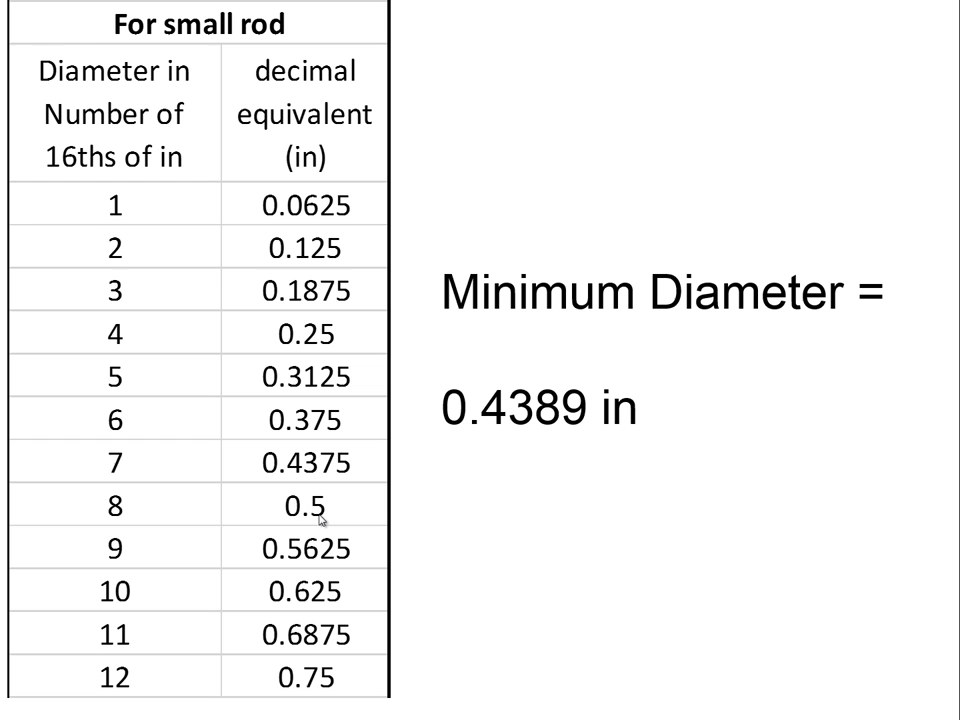 For small rod
Diameter in
Number of
16ths of in
decimal
equivalent
(in)
1 0.0625
2 0.125
3 0.1875
4 0.25
5 0.3125
6 0.375
7 0.4375
8 0.5
9 0.5625
10 0.625
11 0.6875
12 0.75
Minimum Diameter =
0.4389 in